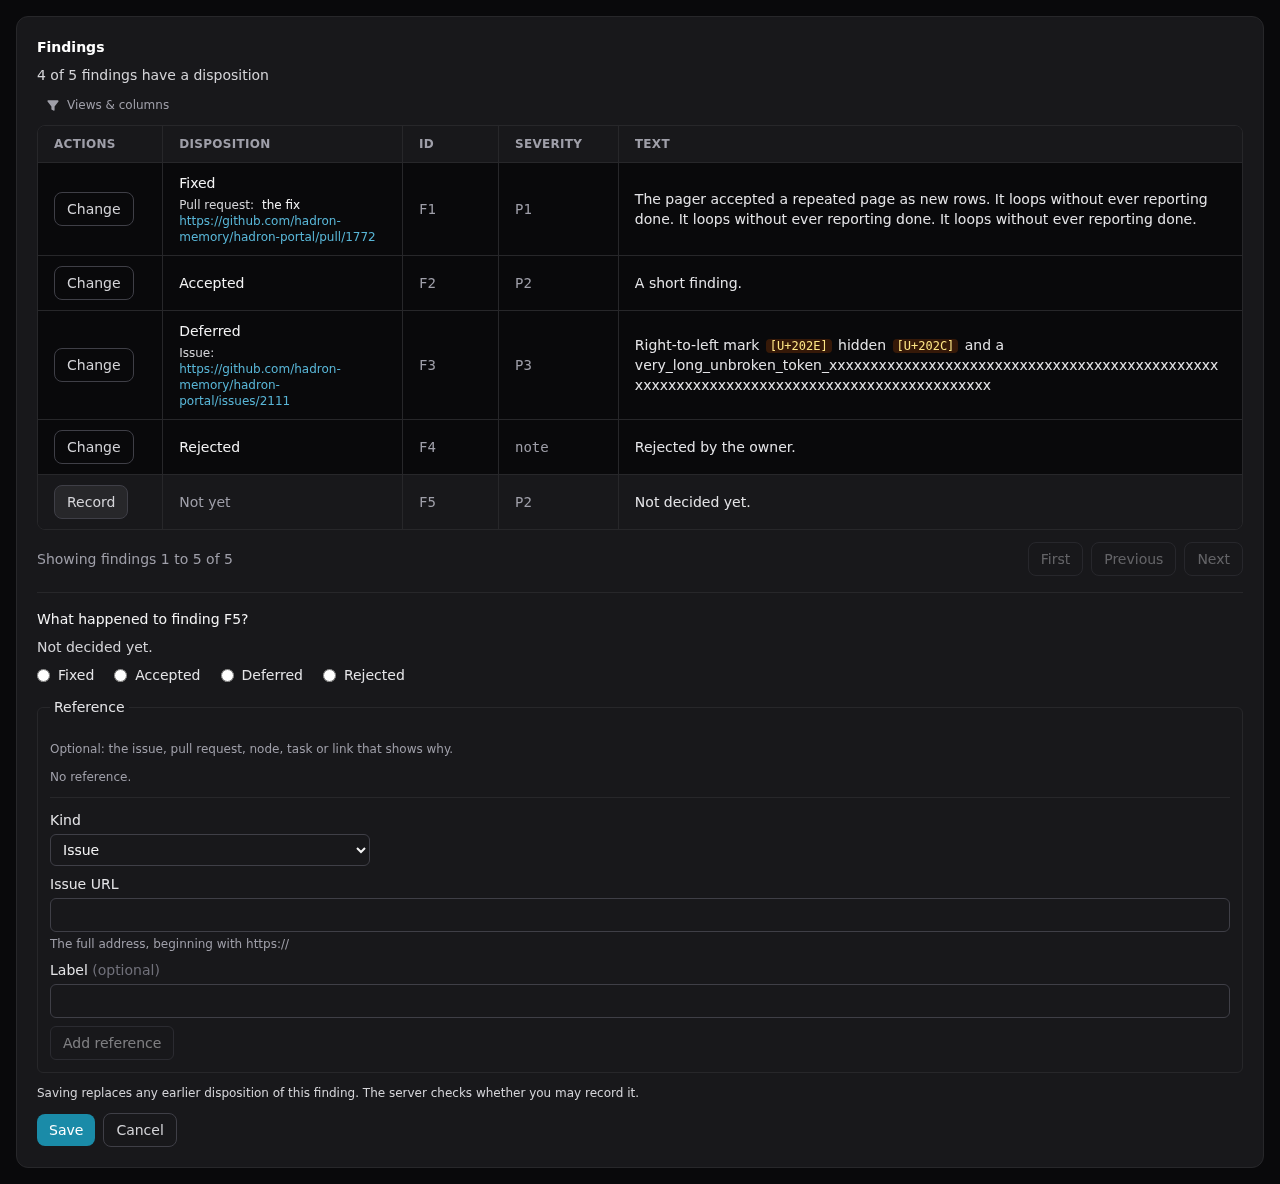 Findings
4 of 5 findings have a disposition
Views & columns
ACTIONS DISPOSITION ID SEVERITY TEXT
Change
Fixed
Pull request: the fix
https://github.com/hadron-
memory/hadron-portal/pull/1772
F1
P1
The pager accepted a repeated page as new rows. It loops without ever reporting
done. It loops without ever reporting done. It loops without ever reporting done.
Change Accepted F2 P2 A short finding.
Change
Deferred
Issue:
https://github.com/hadron-
memory/hadron-
portal/issues/2111
F3
P3
Right-to-left mark [U+202E] hidden [U+202C] and a
very_long_unbroken_token_xxxxxxxxxxxxxxxxxxxxxxxxxxxxxxxxxxxxxxxxxxxxxxx
xxxxxxxxxxxxxxxxxxxxxxxxxxxxxxxxxxxxxxxxxxx
Change Rejected F4 note Rejected by the owner.
Record Not yet F5 P2 Not decided yet.
Showing findings 1 to 5 of 5
First Previous Next
What happened to finding F5?
Not decided yet.
Fixed Accepted Deferred Rejected
Reference
Optional: the issue, pull request, node, task or link that shows why.
No reference.
Kind
Issue
Issue URL
The full address, beginning with https://
Label (optional)
Add reference
Saving replaces any earlier disposition of this finding. The server checks whether you may record it.
Save Cancel